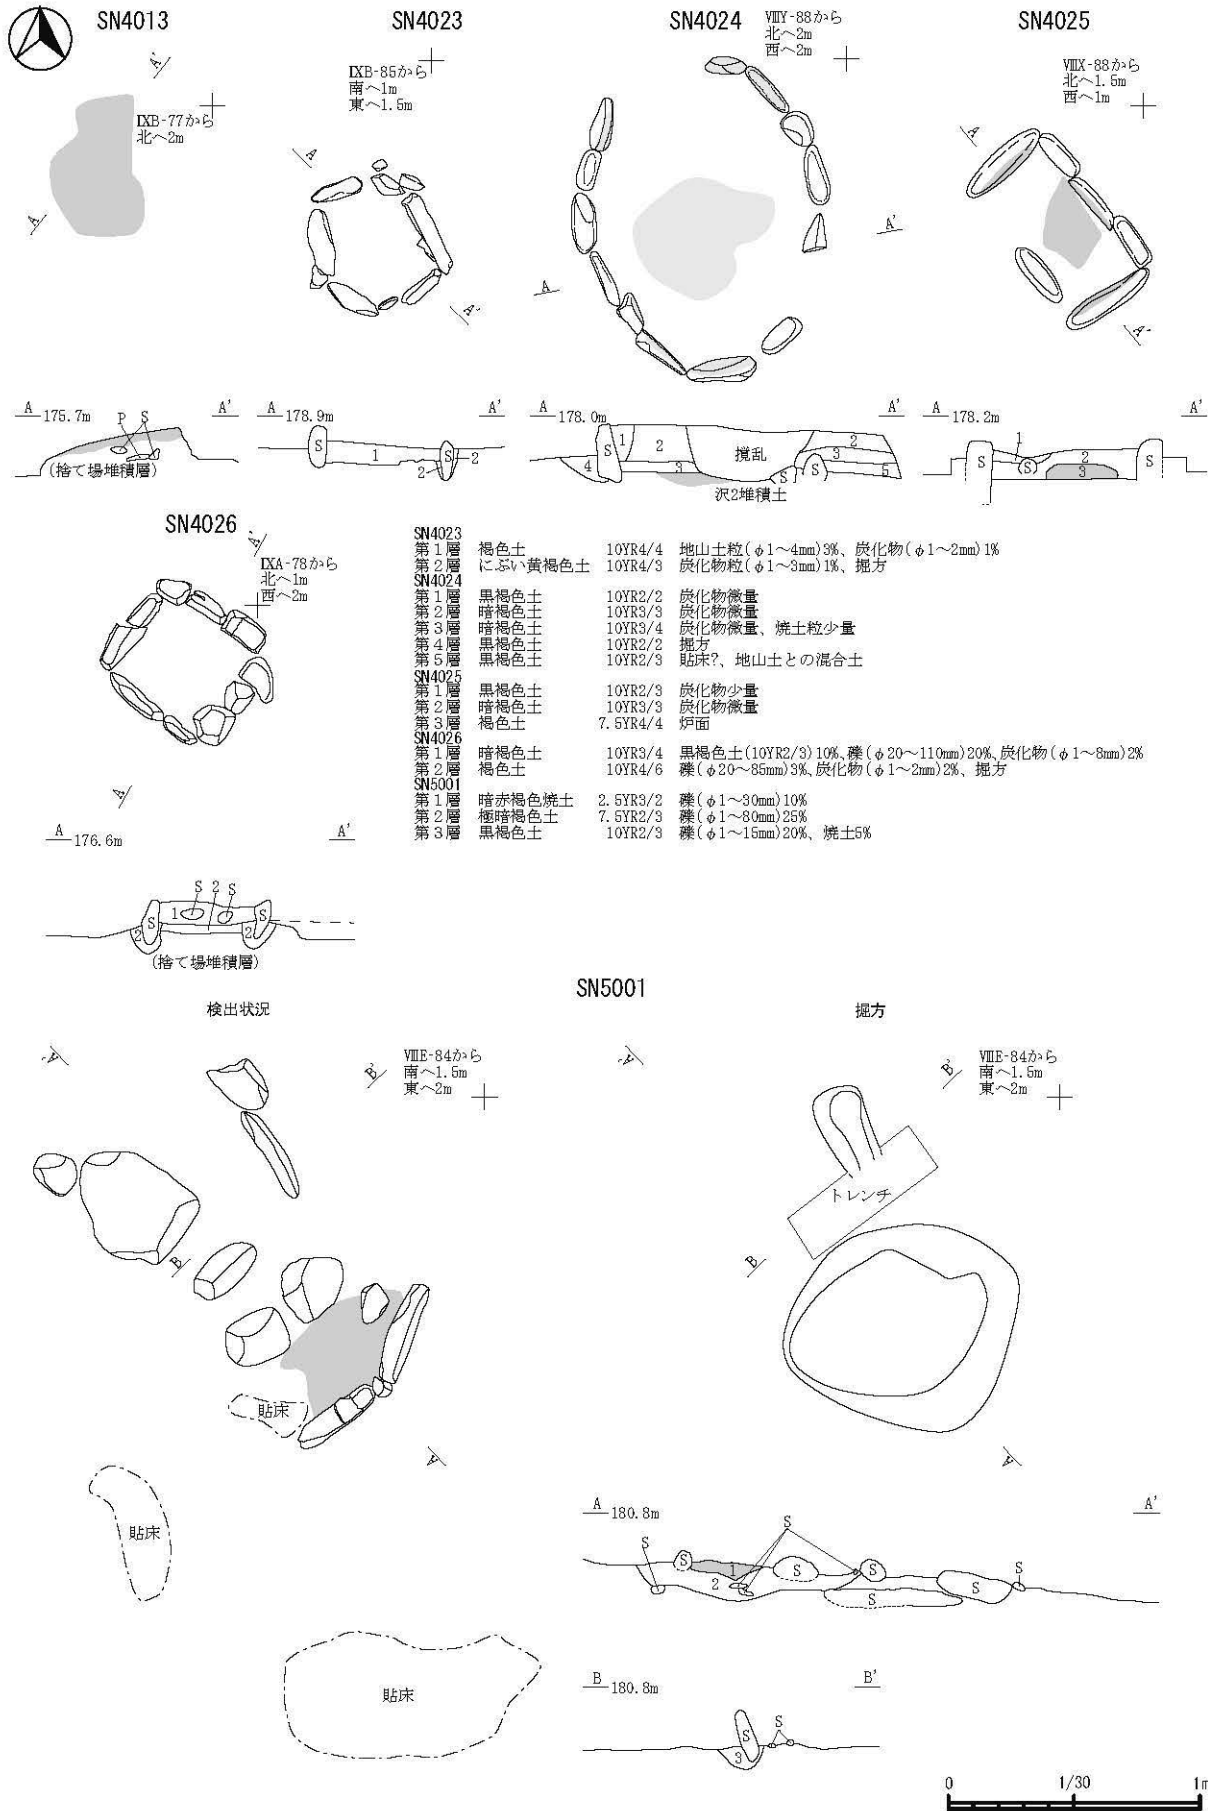 SN4013
A'
ⅨB-77から
北へ2m
A
A 175.7m A'
P S
(捨て場堆積層)
SN4023
ⅨB-85から
南へ1m
東へ1.5m
A
A'
A 178.9m A'
S 1 S 2
2
SN4024
ⅧY-88から
北へ2m
西へ2m
A'
A
A 178.0m A'
S 1 2 撹乱 2
3
4 3 S S 5
沢2堆積土
SN4025
ⅧX-88から
北へ1.5m
西へ1m
A
A'
A 178.2m A'
1
S S 2 S
3
SN4026
A'
ⅨA-78から
北へ1m
西へ2m
A
A 176.6m A'
S 2 S
S 1 S
2 2
(捨て場堆積層)
SN4023
第1層 褐色土 10YR4/4 地山土粒(φ1～4mm)3%、炭化物(φ1～2mm)1%
第2層 にぶい黄褐色土 10YR4/3 炭化物粒(φ1～3mm)1%、掘方
SN4024
第1層 黒褐色土 10YR2/2 炭化物微量
第2層 暗褐色土 10YR3/3 炭化物微量
第3層 暗褐色土 10YR3/4 炭化物微量、焼土粒少量
第4層 黒褐色土 10YR2/2 掘方
第5層 黒褐色土 10YR2/3 貼床?、地山土との混合土
SN4025
第1層 黒褐色土 10YR2/3 炭化物少量
第2層 暗褐色土 10YR3/3 炭化物微量
第3層 褐色土 7.5YR4/4 炉面
SN4026
第1層 暗褐色土 10YR3/4 黒褐色土(10YR2/3)10%、礫(φ20～110mm)20%、炭化物(φ1～8mm)2%
第2層 褐色土 10YR4/6 礫(φ20～85mm)3%、炭化物(φ1～2mm)2%、掘方
SN5001
第1層 暗赤褐色焼土 2.5YR3/2 礫(φ1～30mm)10%
第2層 極暗褐色土 7.5YR2/3 礫(φ1～80mm)25%
第3層 黒褐色土 10YR2/3 礫(φ1～15mm)20%、焼土5%
SN5001
検出状況
A'
B'
ⅧE-84から
南へ1.5m
東へ2m
B
貼床
A
貼床
貼床
掘方
A'
B'
ⅧE-84から
南へ1.5m
東へ2m
トレンチ
B
A
A 180.8m A'
S
S S 1 S S S S
2 S
B 180.8m B'
S S
3
0 1/30 1m